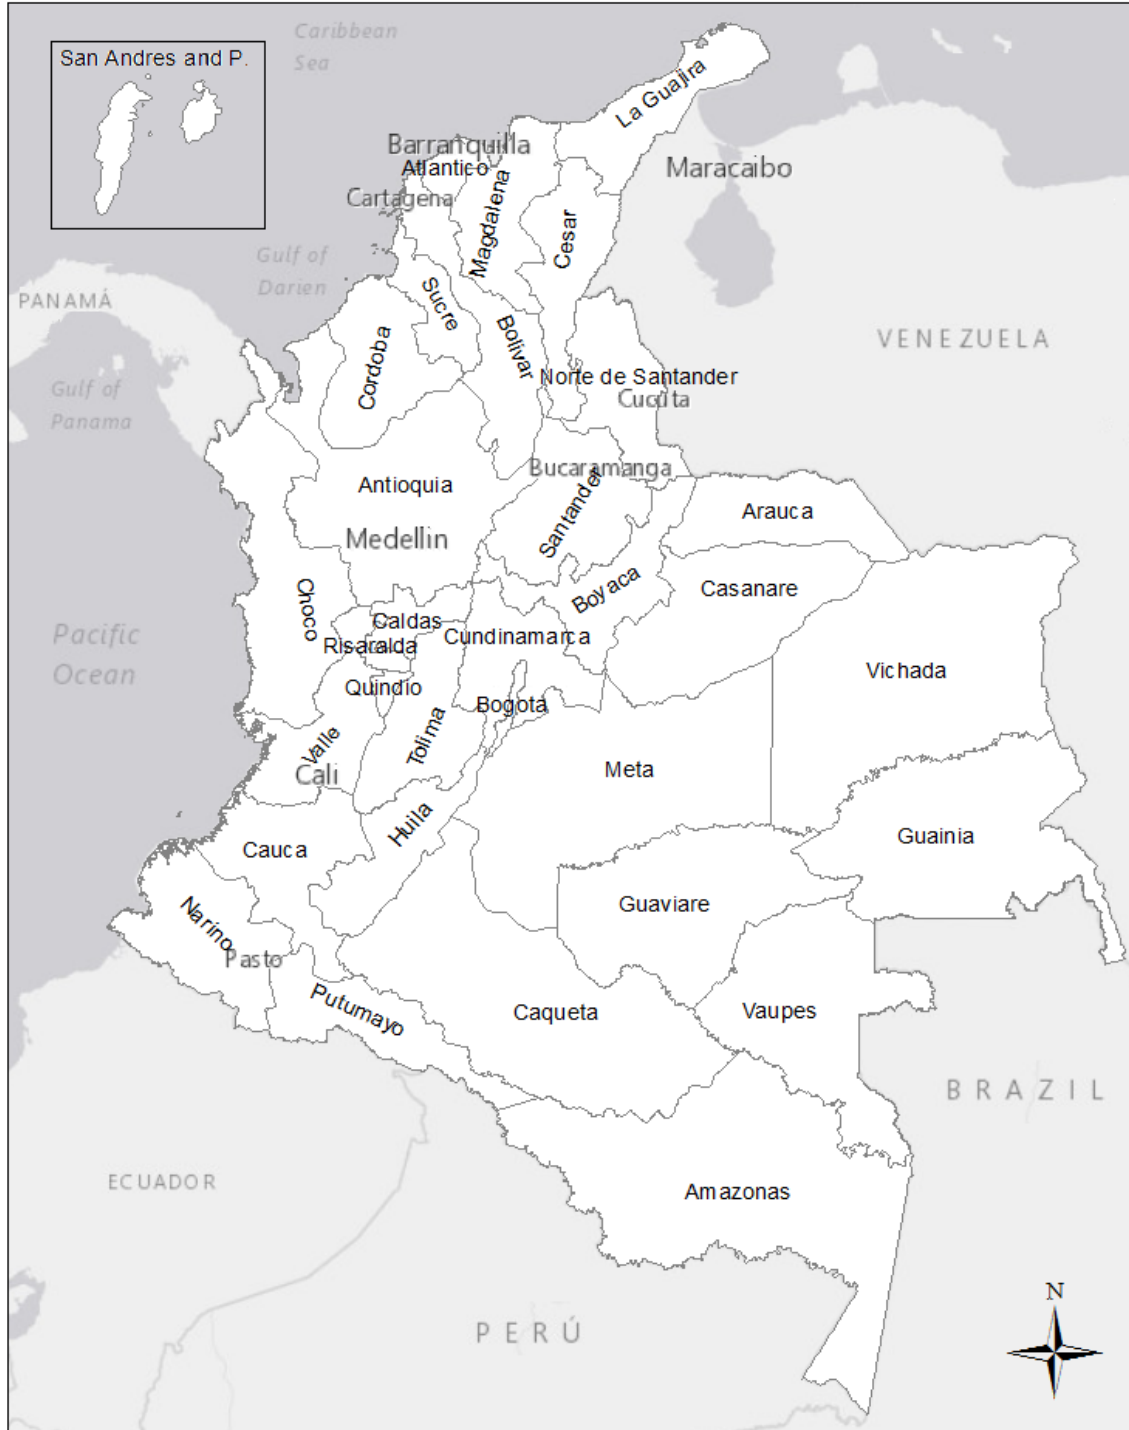 Caribbean
Sea
San Andres and P.
La Guajira
Barranquilla
Atlantico
Maracaibo
Cartagena
Magdalena
Cesar
Gulf of
Darien
PANAMÁ
Sucre
VENEZUELA
Cordoba
Bolivar
Norte de Santander
Gulf of
Panama
Cucuta
Bucaramanga
Antioquia
Santander
Arauca
Medellin
Boyaca
Casanare
Choco
Caldas
Pacific
Ocean
Risaralda
Cundinamarca
Vichada
Quindio
Bogota
Valle
Tolima
Cali
Meta
Huila
Cauca
Guainia
Guaviare
Narino
Pasto
Putumayo
Caqueta
Vaupes
BRAZIL
ECUADOR
Amazonas
N
PERÚ